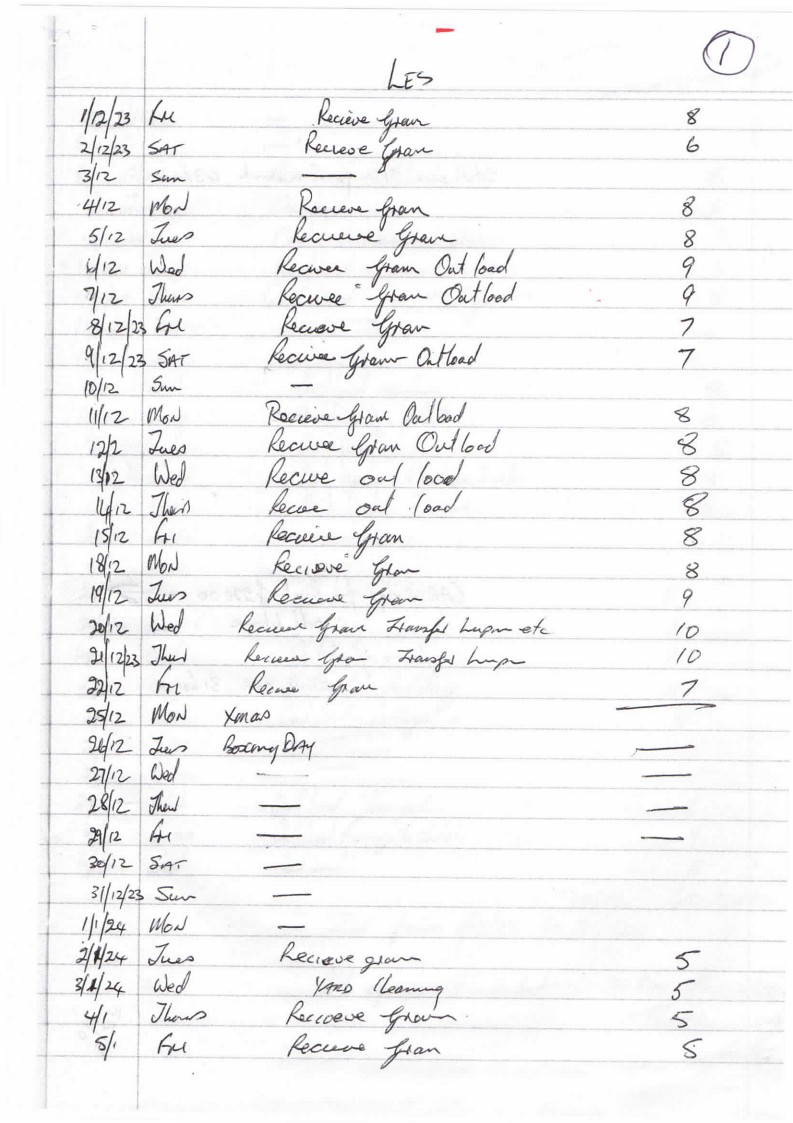 1
LES
1/12/23 Fri Recieve Grain 8
2/12/23 SAT Recieve Grain 6
3/12 Sun —
4/12 Mon Recieve Grain 8
5/12 Tues Recieve Grain 8
6/12 Wed Recieve Grain Out load 9
7/12 Thurs Recieve Grain Outload 9
8/12/23 Fri Recieve Grain 7
9/12/23 SAT Recieve Grain Outload 7
10/12 Sun —
11/12 Mon Recieve Grain Outload 8
12/2 Tues Recieve Grain Outload 8
13/12 Wed Recieve out load 8
14/12 Thurs Recieve out load 8
15/12 Fri Recieve Grain 8
18/12 Mon Recieve Grain 8
19/12 Tues Recieve Grain 9
20/12 Wed Recieve Grain Transfer Lupin etc 10
21/12/23 Thur Recieve Grain Transfer Lupin 10
22/12 Fri Recieve Grain 7
25/12 Mon Xmas —
26/12 Tues Boxing DAY —
27/12 Wed — —
28/12 Thur — —
29/12 Fri — —
30/12 SAT —
31/12/23 Sun —
1/1/24 Mon —
2/1/24 Tues Recieve grain 5
3/1/24 Wed YARD Cleaning 5
4/1 Thurs Recieve Grain 5
5/1 Fri Recieve Grain 5